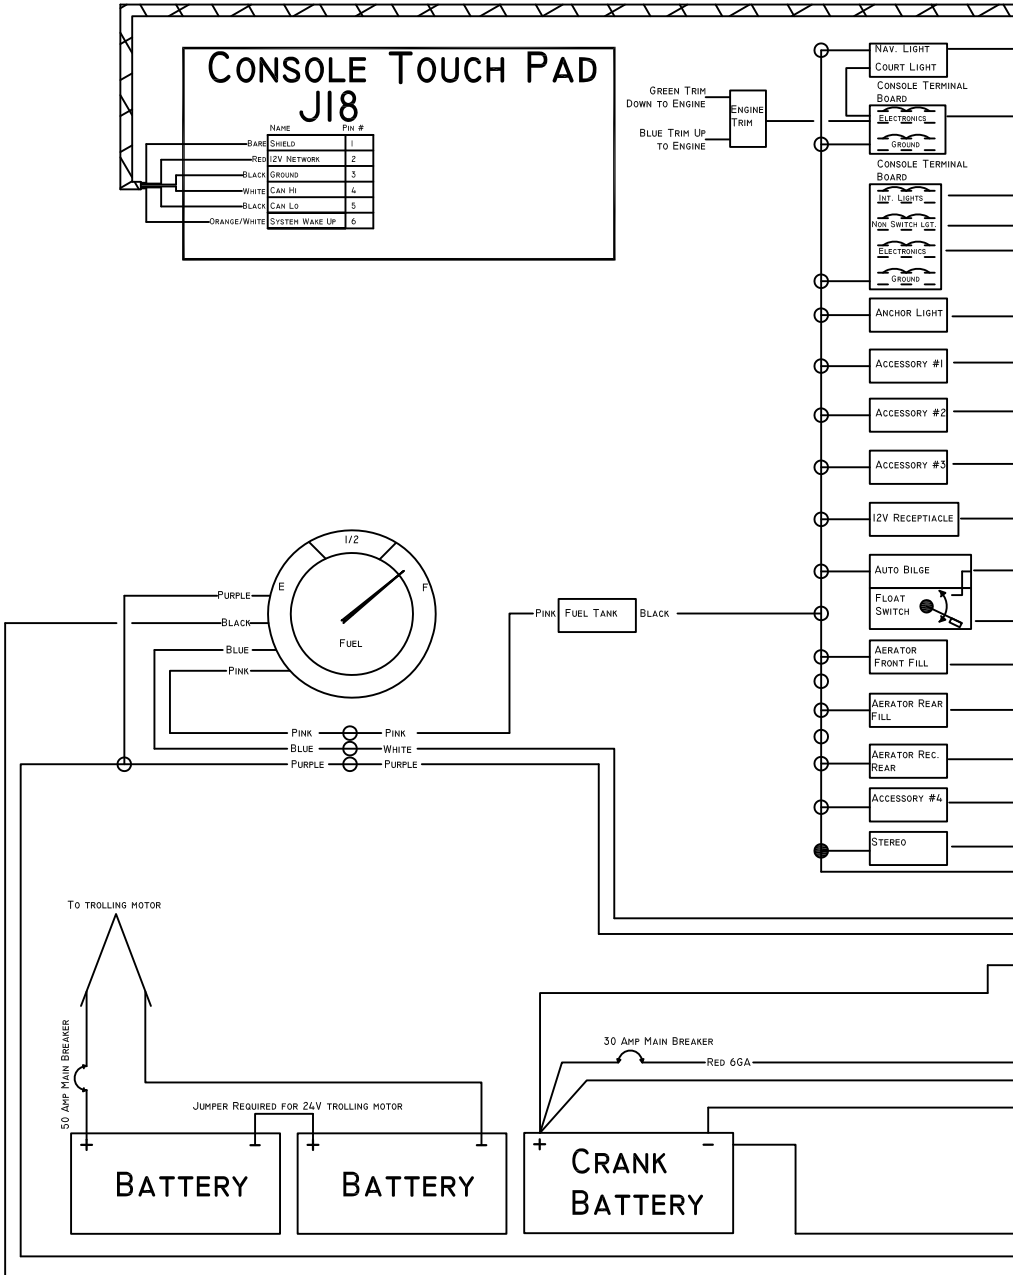 CONSOLE TOUCH PAD
J18
NAME PIN #
BARE SHIELD 1
RED 12V NETWORK 2
BLACK GROUND 3
WHITE CAN HI 4
BLACK CAN LO 5
ORANGE/WHITE SYSTEM WAKE UP 6
GREEN TRIM
DOWN TO ENGINE
BLUE TRIM UP
TO ENGINE
ENGINE
TRIM
NAV. LIGHT
COURT LIGHT
CONSOLE TERMINAL
BOARD
ELECTRONICS
GROUND
CONSOLE TERMINAL
BOARD
INT. LIGHTS
NON SWITCH LGT.
ELECTRONICS
GROUND
ANCHOR LIGHT
ACCESSORY #1
ACCESSORY #2
ACCESSORY #3
12V RECEPTIACLE
AUTO BILGE
FLOAT
SWITCH
AERATOR
FRONT FILL
AERATOR REAR
FILL
AERATOR REC.
REAR
ACCESSORY #4
STEREO
1/2
E
F
FUEL
PURPLE
BLACK
BLUE
PINK
PINK FUEL TANK BLACK
PINK PINK
BLUE WHITE
PURPLE PURPLE
TO TROLLING MOTOR
50 AMP MAIN BREAKER
JUMPER REQUIRED FOR 24V TROLLING MOTOR
30 AMP MAIN BREAKER
RED 6GA
+ −
BATTERY
+ −
BATTERY
+ −
CRANK
BATTERY